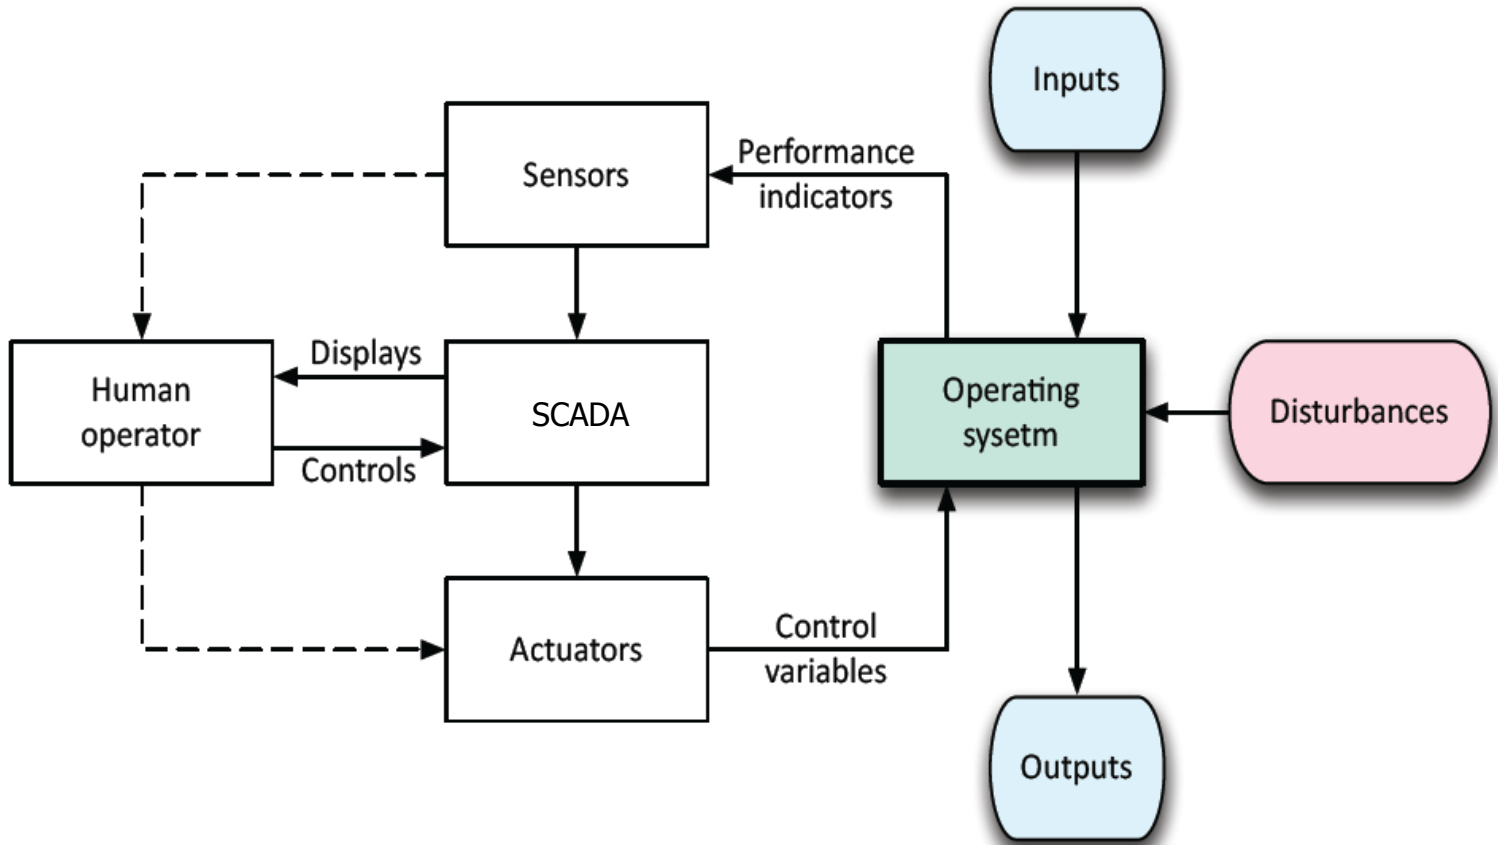 Inputs
Performance
indicators
Sensors
Displays
Human
operator
SCADA
Controls
Operating
sysetm
Disturbances
Control
variables
Actuators
Outputs